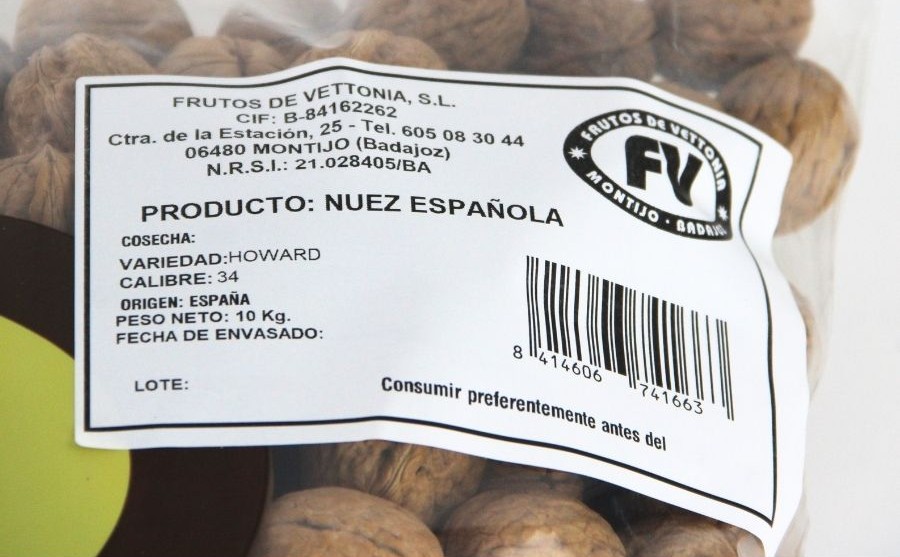 FRUTOS DE VETTONIA, S.L.
CIF: B-84162262
Ctra. de la Estación, 25 - Tel. 605 08 30 44
06480 MONTIJO (Badajoz)
N.R.S.I.: 21.028405/BA
FRUTOS DE VETTONIA
FV
MONTIJO · BADAJOZ
PRODUCTO: NUEZ ESPAÑOLA
COSECHA:
VARIEDAD:HOWARD
CALIBRE: 34
ORIGEN: ESPAÑA
PESO NETO: 10 Kg.
FECHA DE ENVASADO:
8 414606 741663
LOTE:
Consumir preferentemente antes del